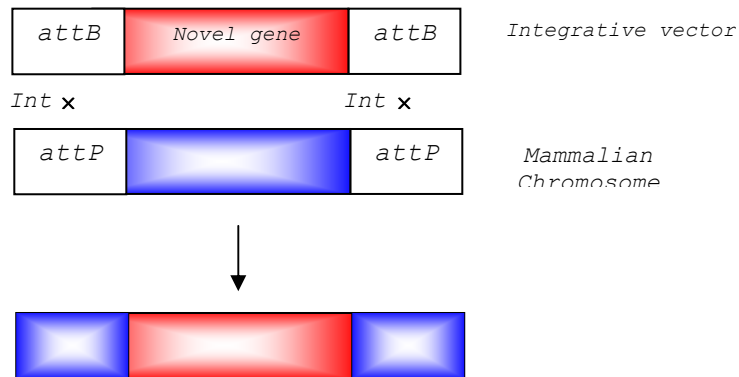 attB Novel gene attB Integrative vector
Int × Int ×
attP attP Mammalian
Chromosome